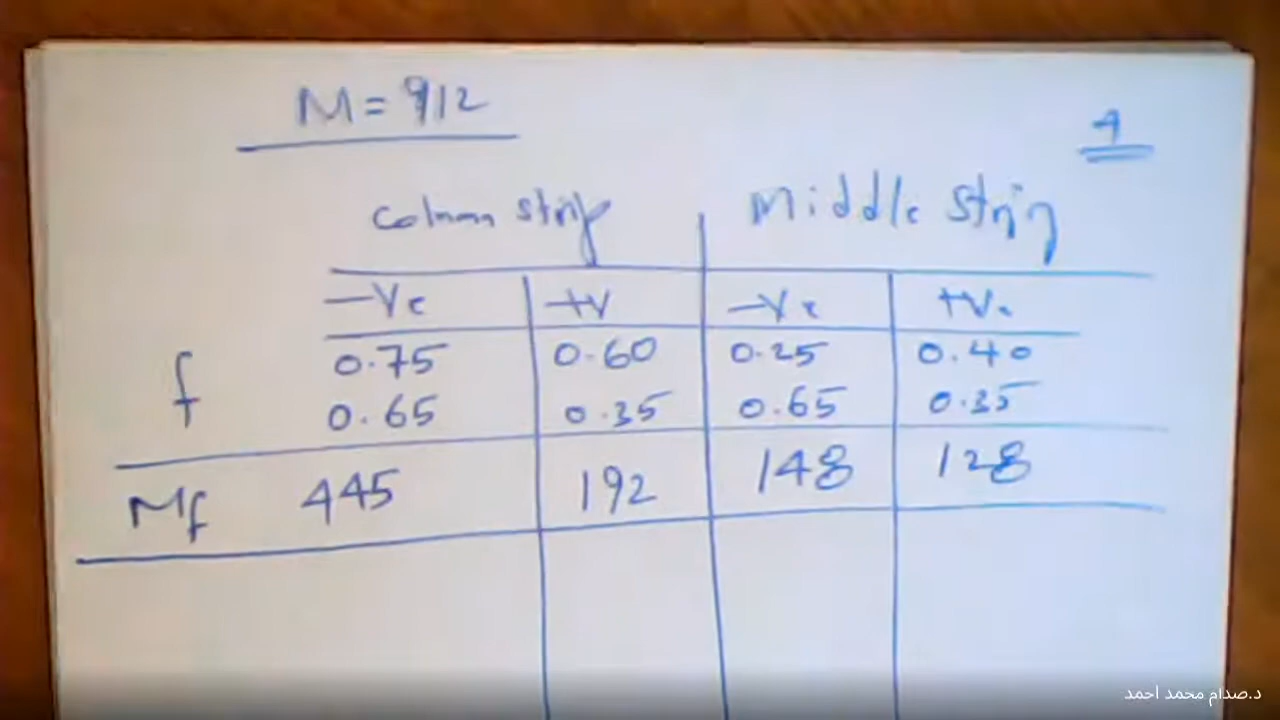 M = 912
4
Column strip Middle strip
-Ve +V -Ve +Ve
f 0.75 0.60 0.25 0.40
0.65 0.35 0.65 0.35
Mf 445 192 148 128
د.صدام محمد احمد